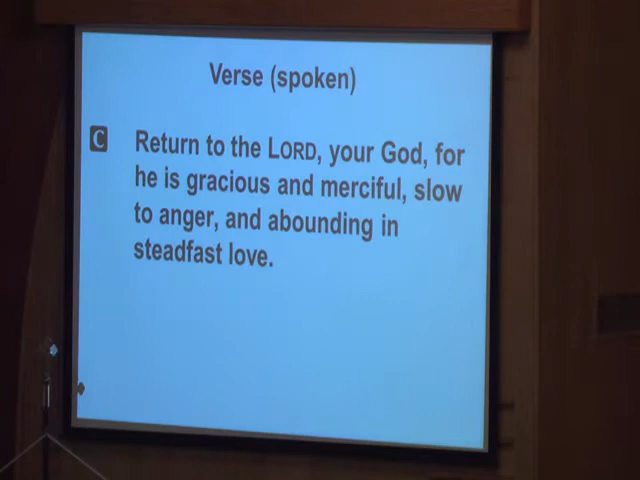 Verse (spoken)
C Return to the LORD, your God, for
he is gracious and merciful, slow
to anger, and abounding in
steadfast love.